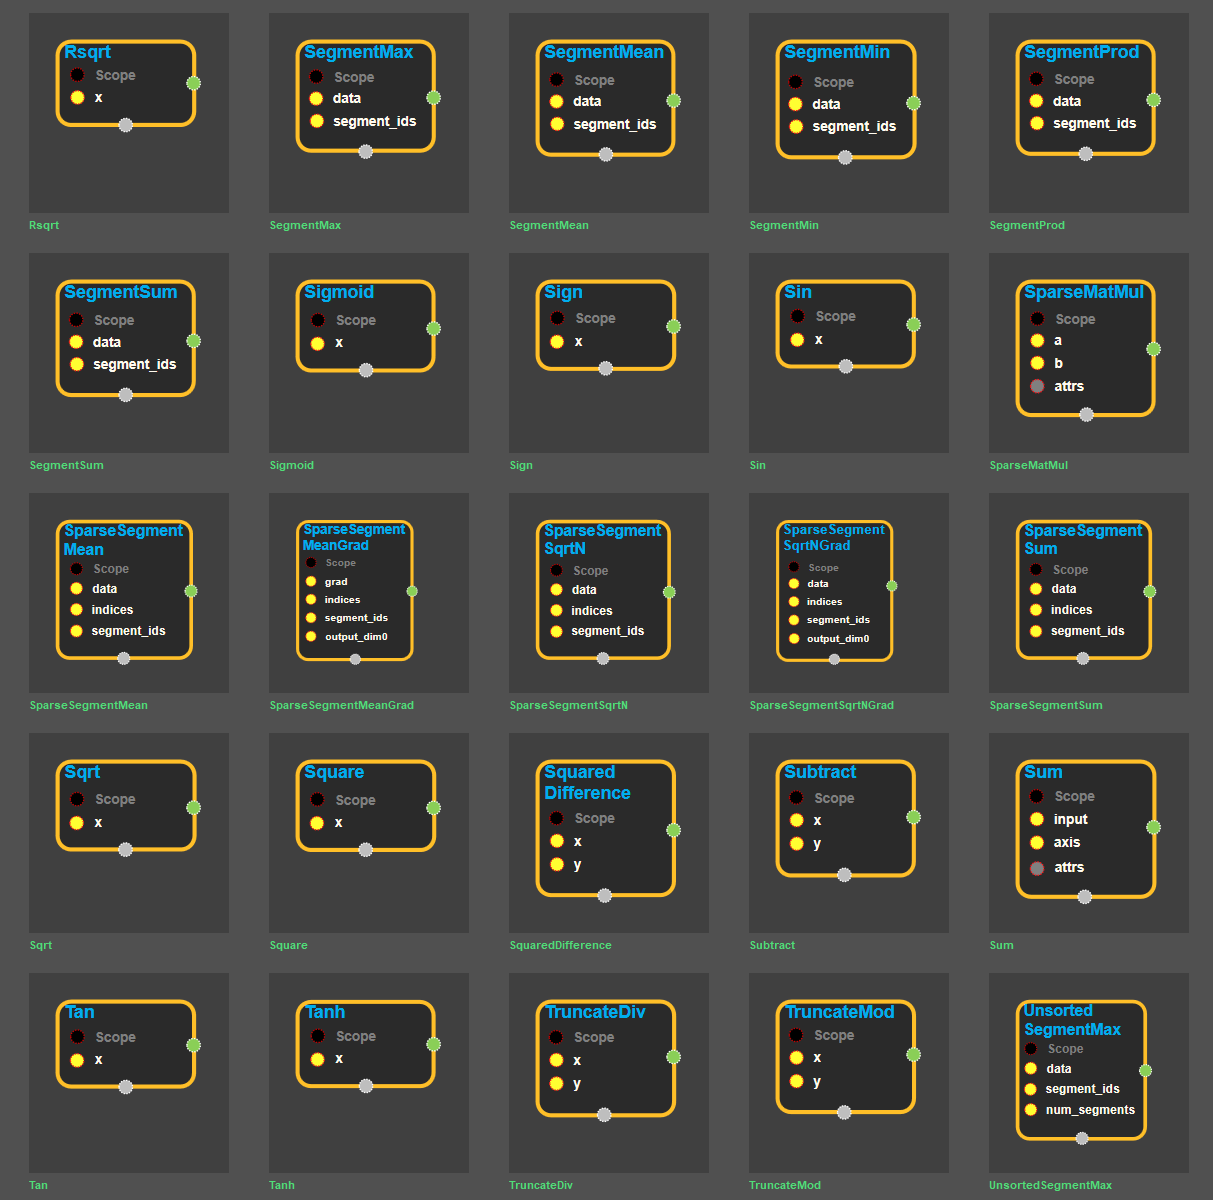 Rsqrt
Scope
x
Rsqrt
SegmentMax
Scope
data
segment_ids
SegmentMax
SegmentMean
Scope
data
segment_ids
SegmentMean
SegmentMin
Scope
data
segment_ids
SegmentMin
SegmentProd
Scope
data
segment_ids
SegmentProd
SegmentSum
Scope
data
segment_ids
SegmentSum
Sigmoid
Scope
x
Sigmoid
Sign
Scope
x
Sign
Sin
Scope
x
Sin
SparseMatMul
Scope
a
b
attrs
SparseMatMul
SparseSegment
Mean
Scope
data
indices
segment_ids
SparseSegmentMean
SparseSegment
MeanGrad
Scope
grad
indices
segment_ids
output_dim0
SparseSegmentMeanGrad
SparseSegment
SqrtN
Scope
data
indices
segment_ids
SparseSegmentSqrtN
SparseSegment
SqrtNGrad
Scope
data
indices
segment_ids
output_dim0
SparseSegmentSqrtNGrad
SparseSegment
Sum
Scope
data
indices
segment_ids
SparseSegmentSum
Sqrt
Scope
x
Sqrt
Square
Scope
x
Square
Squared
Difference
Scope
x
y
SquaredDifference
Subtract
Scope
x
y
Subtract
Sum
Scope
input
axis
attrs
Sum
Tan
Scope
x
Tan
Tanh
Scope
x
Tanh
TruncateDiv
Scope
x
y
TruncateDiv
TruncateMod
Scope
x
y
TruncateMod
Unsorted
SegmentMax
Scope
data
segment_ids
num_segments
UnsortedSegmentMax